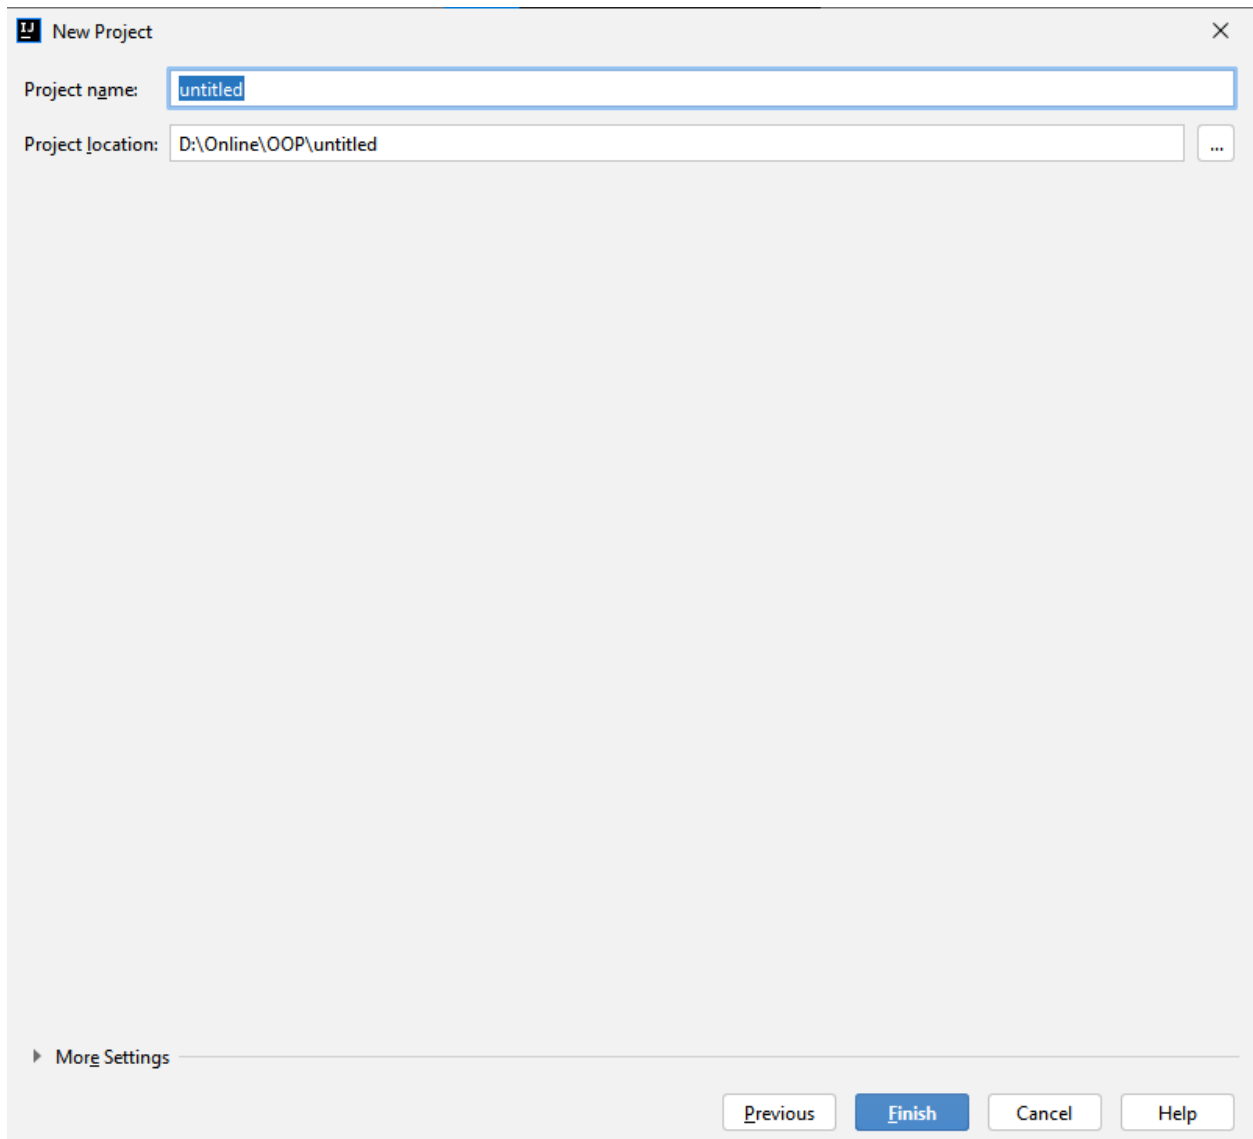 IJ New Project
Project name: untitled
Project location: D:\Online\OOP\untitled ...
More Settings
Previous Finish Cancel Help